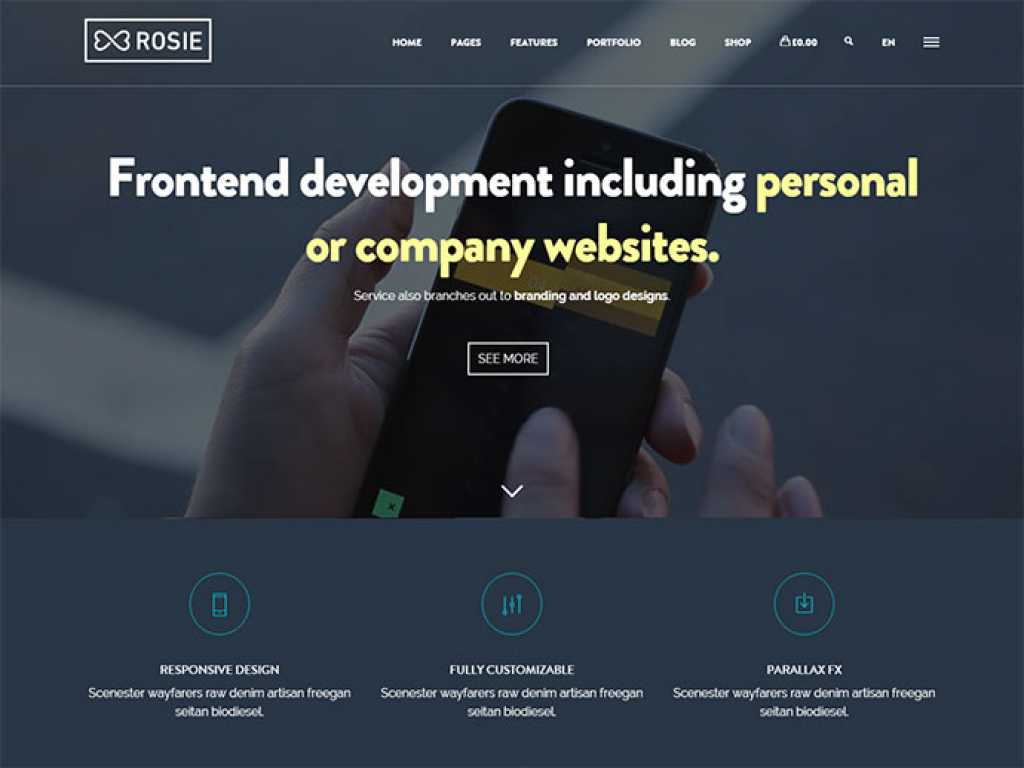 ROSIE
HOME PAGES FEATURES PORTFOLIO BLOG SHOP £0.00 EN
Frontend development including personal
or company websites.
Service also branches out to branding and logo designs.
SEE MORE
RESPONSIVE DESIGN
Scenester wayfarers raw denim artisan freegan
seitan biodiesel.
FULLY CUSTOMIZABLE
Scenester wayfarers raw denim artisan freegan
seitan biodiesel.
PARALLAX FX
Scenester wayfarers raw denim artisan freegan
seitan biodiesel.